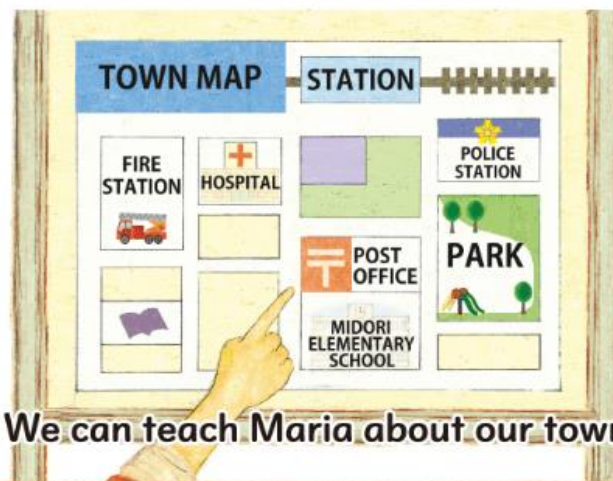 TOWN MAP
STATION
FIRE
STATION
HOSPITAL
POLICE
STATION
POST
OFFICE
PARK
MIDORI
ELEMENTARY
SCHOOL
We can teach Maria about our town